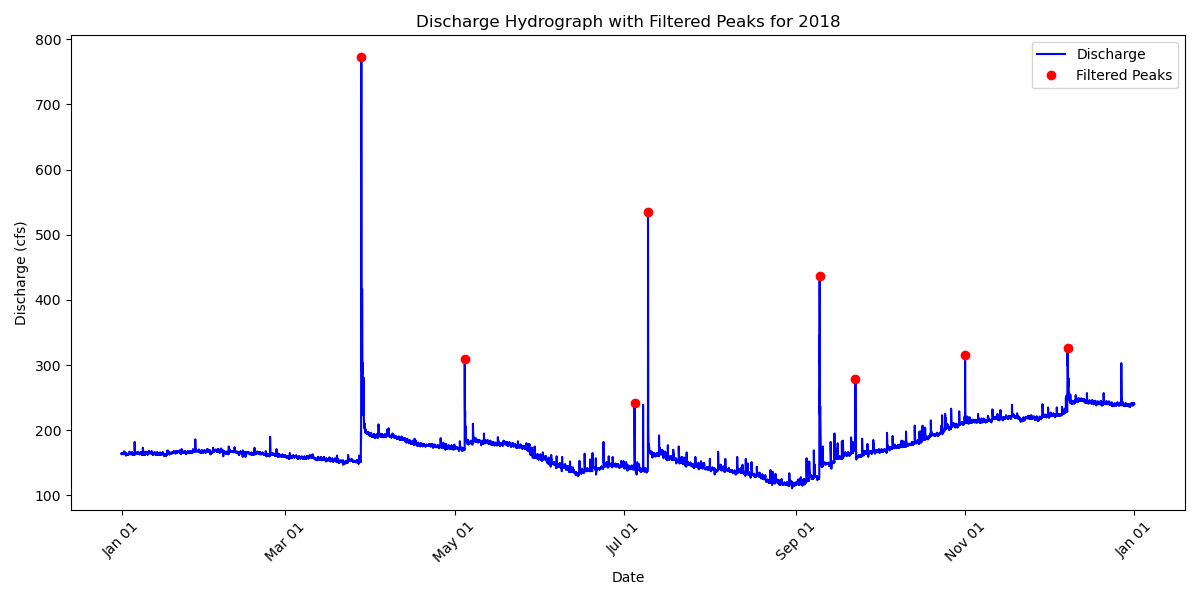 Discharge Hydrograph with Filtered Peaks for 2018
Discharge
Filtered Peaks
Discharge (cfs)
800
700
600
500
400
300
200
100
Jan 01
Mar 01
May 01
Jul 01
Sep 01
Nov 01
Jan 01
Date